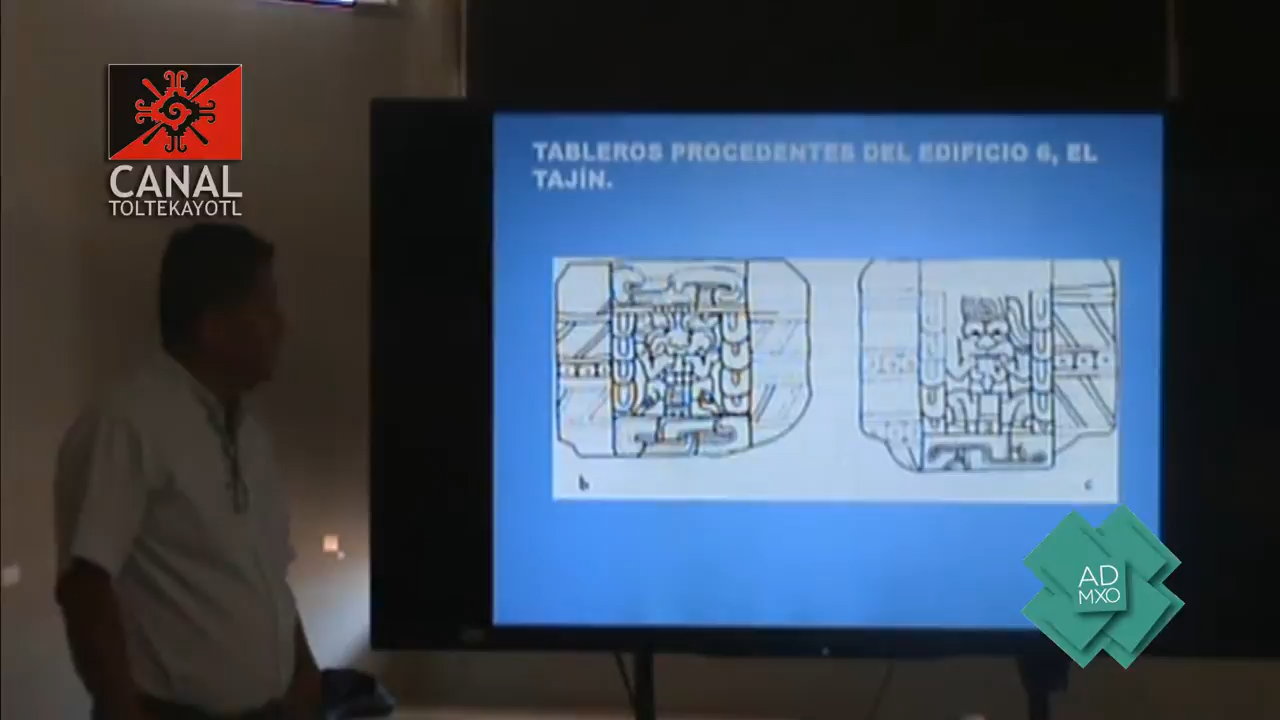 CANAL
TOLTEKAYOTL
TABLEROS PROCEDENTES DEL EDIFICIO 6, EL
TAJÍN.
b
c
AD
MXO